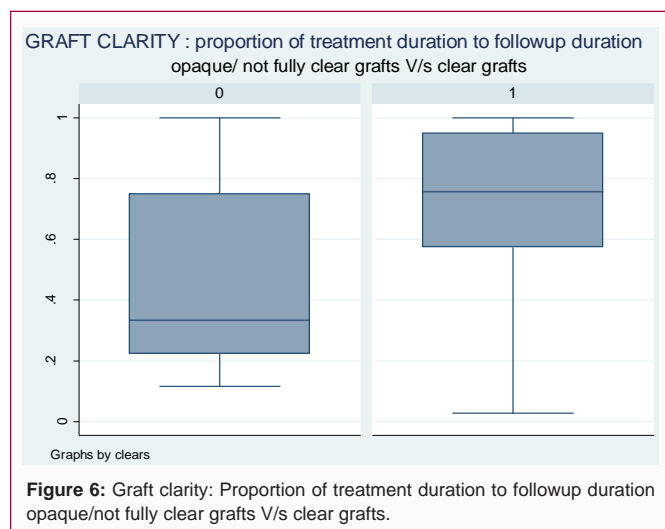 GRAFT CLARITY : proportion of treatment duration to followup duration
opaque/ not fully clear grafts V/s clear grafts
0
1
1
.8
.6
.4
.2
0
Graphs by clears
Figure 6: Graft clarity: Proportion of treatment duration to followup duration
opaque/not fully clear grafts V/s clear grafts.